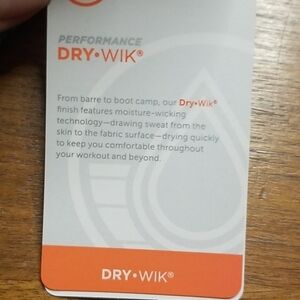 PERFORMANCE
DRY•WIK®
From barre to boot camp, our Dry•Wik®
finish features moisture-wicking
technology—drawing sweat from the
skin to the fabric surface—drying quickly
to keep you comfortable throughout
your workout and beyond.
DRY•WIK®